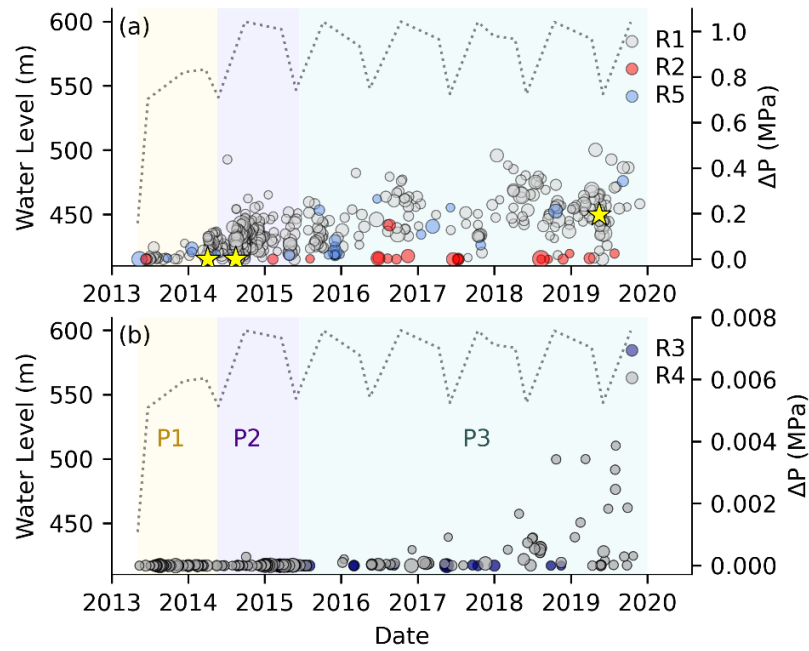 (a)
R1
R2
R5
Water Level (m)
600
550
500
450
1.0
0.8
0.6
0.4
0.2
0.0
ΔP (MPa)
2013 2014 2015 2016 2017 2018 2019 2020
(b)
R3
R4
P1 P2 P3
Water Level (m)
600
550
500
450
0.008
0.006
0.004
0.002
0.000
ΔP (MPa)
2013 2014 2015 2016 2017 2018 2019 2020
Date